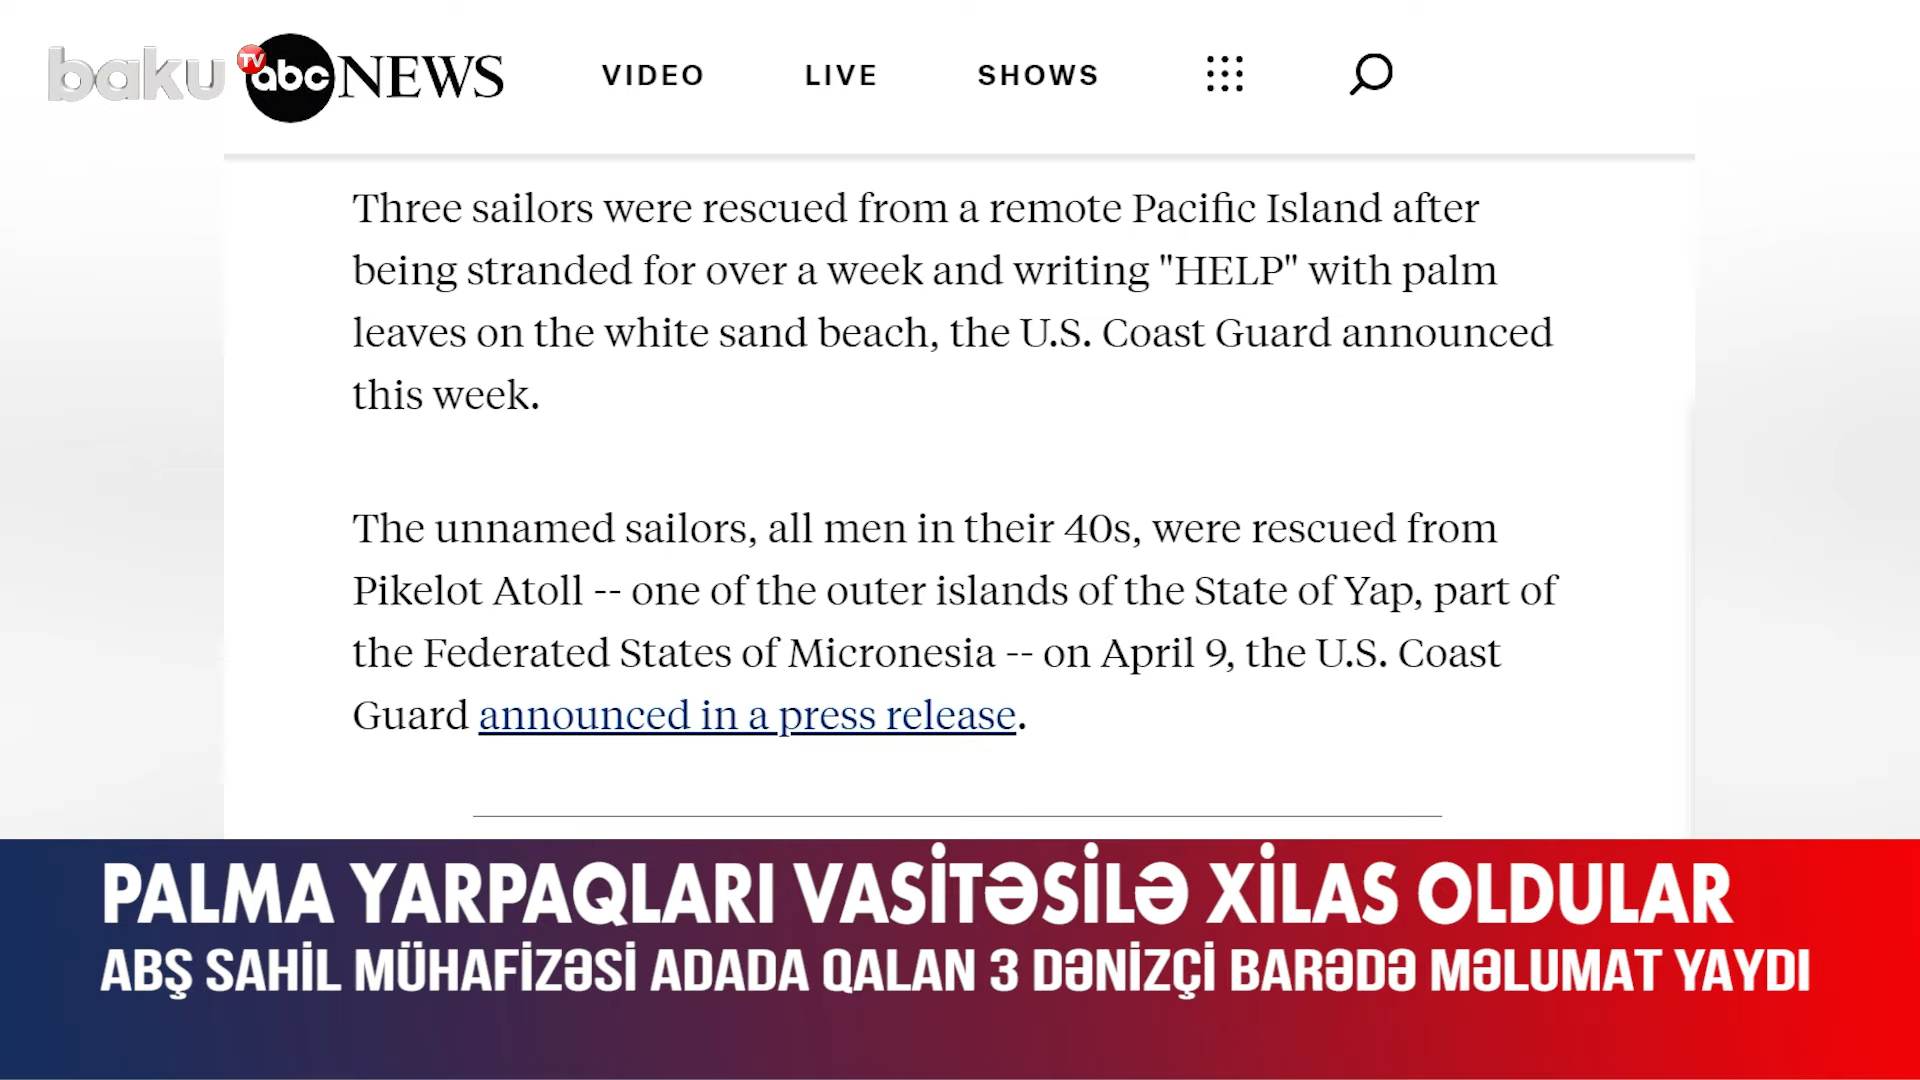 baku TV abc NEWS VIDEO LIVE SHOWS
Three sailors were rescued from a remote Pacific Island after
being stranded for over a week and writing "HELP" with palm
leaves on the white sand beach, the U.S. Coast Guard announced
this week.
The unnamed sailors, all men in their 40s, were rescued from
Pikelot Atoll -- one of the outer islands of the State of Yap, part of
the Federated States of Micronesia -- on April 9, the U.S. Coast
Guard announced in a press release.
PALMA YARPAQLARI VASİTƏSİLƏ XİLAS OLDULAR
ABŞ SAHİL MÜHAFİZƏSİ ADADA QALAN 3 DƏNİZÇİ BARƏDƏ MƏLUMAT YAYDI